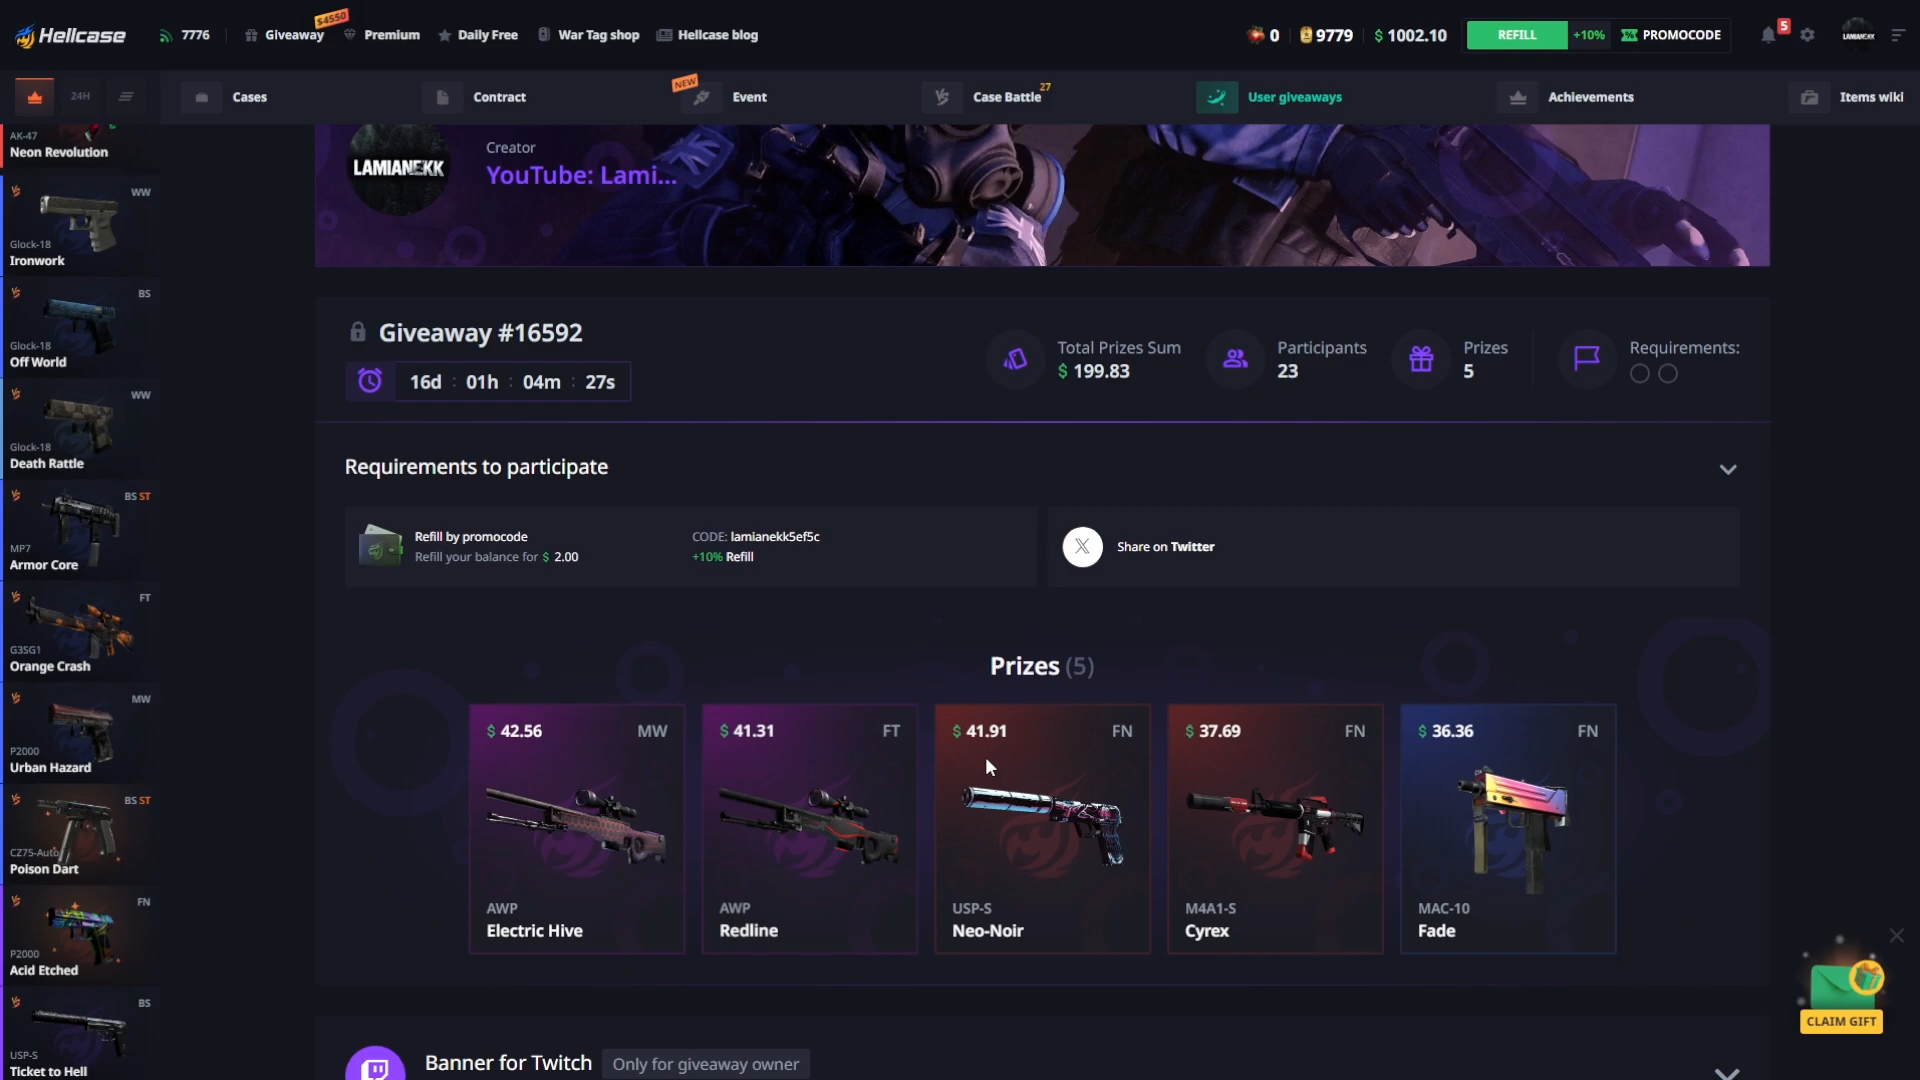 Hellcase
7776
Giveaway
$4550
Premium
Daily Free
War Tag shop
Hellcase blog
0
9779
$ 1002.10
REFILL
+10%
PROMOCODE
5
LAMIANEKK
24H
Cases
Contract
NEW
Event
Case Battle
27
User giveaways
Achievements
Items wiki
AK-47
Neon Revolution
WW
Glock-18
Ironwork
BS
Glock-18
Off World
WW
Glock-18
Death Rattle
BS ST
MP7
Armor Core
FT
G3SG1
Orange Crash
MW
P2000
Urban Hazard
BS ST
CZ75-Auto
Poison Dart
FN
P2000
Acid Etched
BS
USP-S
Ticket to Hell
LAMIANEKK
Creator
YouTube: Lami...
Giveaway #16592
16d : 01h : 04m : 27s
Total Prizes Sum
$ 199.83
Participants
23
Prizes
5
Requirements:
Requirements to participate
Refill by promocode
Refill your balance for $ 2.00
CODE: lamianekk5ef5c
+10% Refill
Share on Twitter
Prizes (5)
$ 42.56 MW
AWP
Electric Hive
$ 41.31 FT
AWP
Redline
$ 41.91 FN
USP-S
Neo-Noir
$ 37.69 FN
M4A1-S
Cyrex
$ 36.36 FN
MAC-10
Fade
CLAIM GIFT
Banner for Twitch
Only for giveaway owner